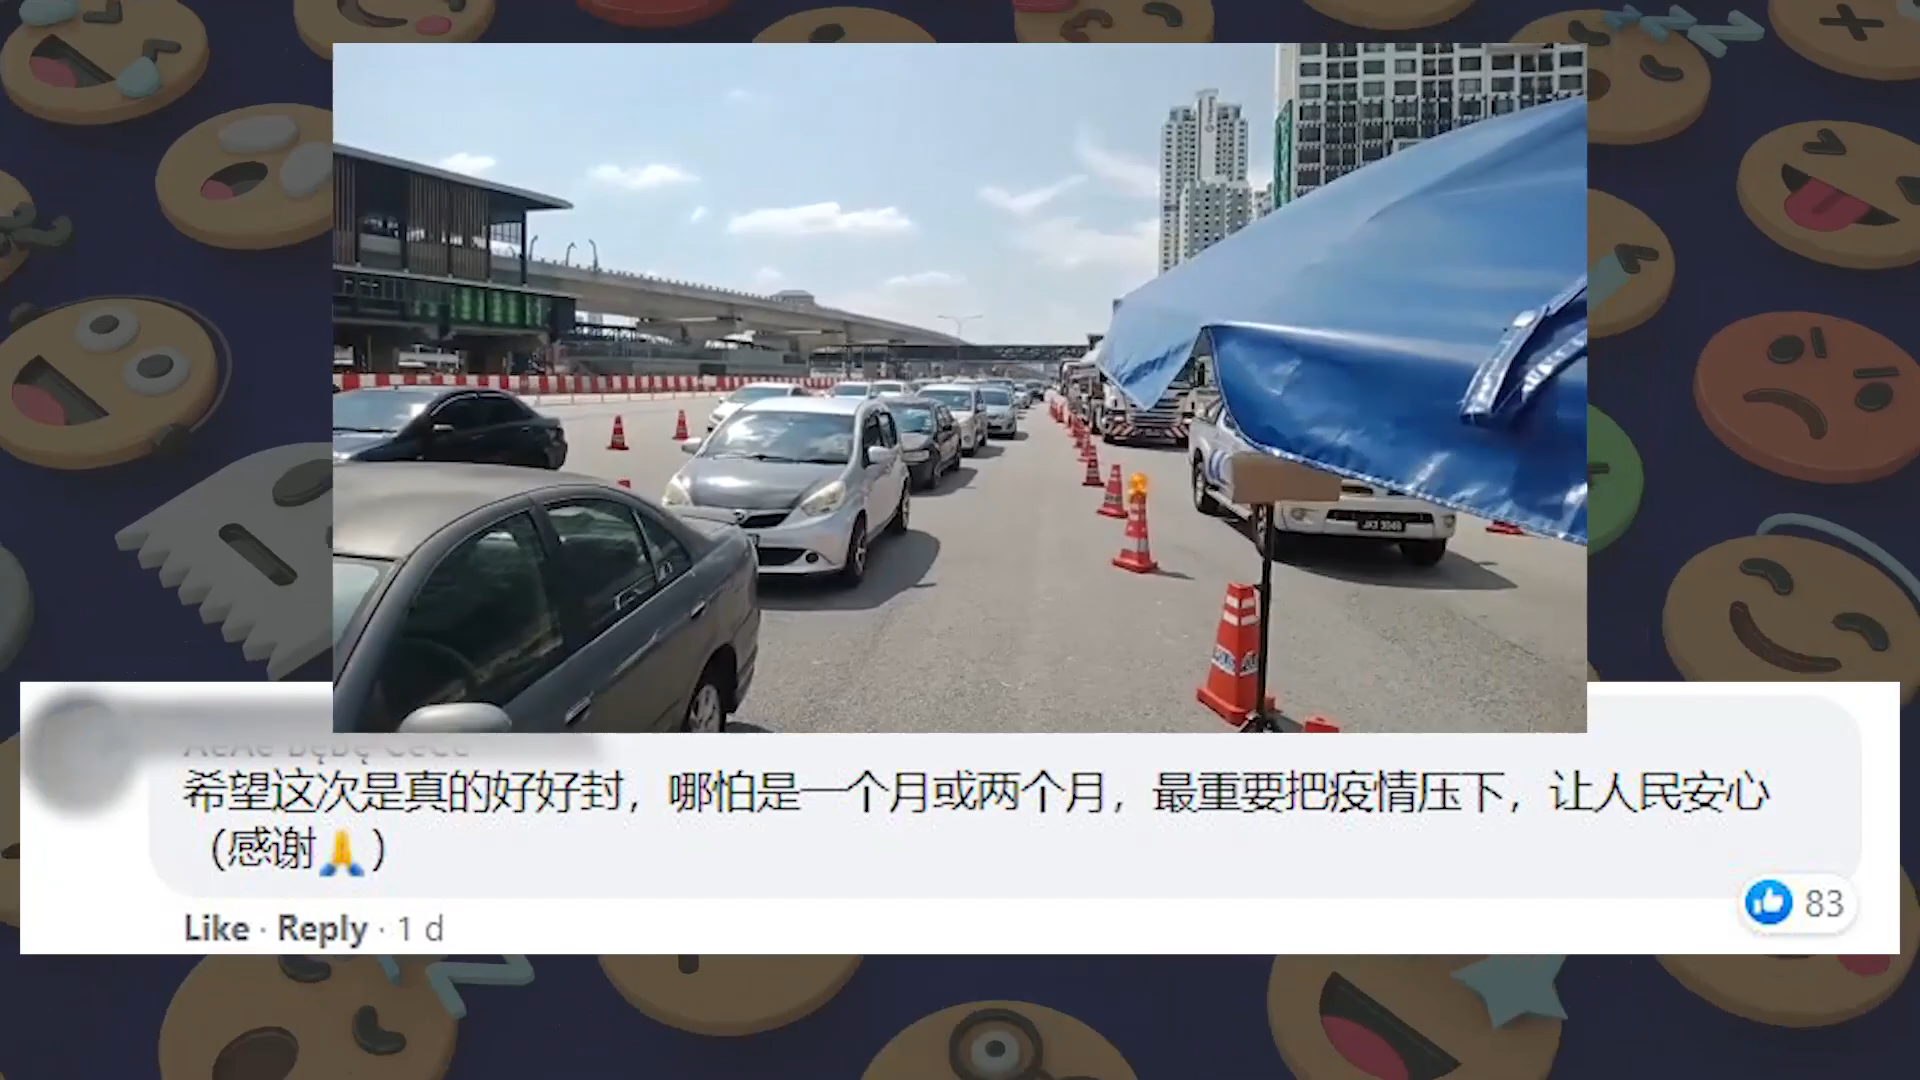 希望这次是真的好好封，哪怕是一个月或两个月，最重要把疫情压下，让人民安心
（感谢🙏）
Like · Reply · 1 d
83